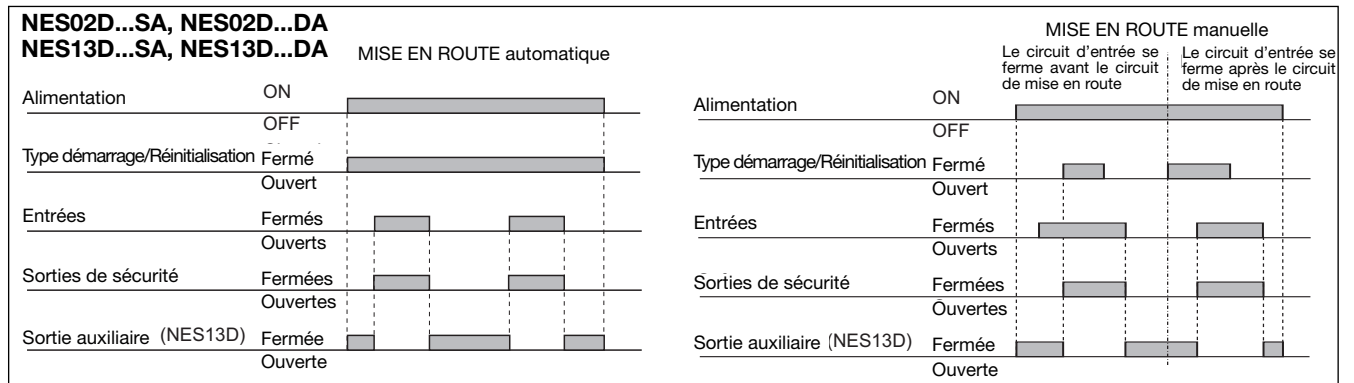 NES02D...SA, NES02D...DA
NES13D...SA, NES13D...DA
MISE EN ROUTE automatique
Alimentation
ON
OFF
Type démarrage/Réinitialisation
Fermé
Ouvert
Entrées
Fermés
Ouverts
Sorties de sécurité
Fermées
Ouvertes
Sortie auxiliaire (NES13D)
Fermée
Ouverte
MISE EN ROUTE manuelle
Le circuit d'entrée se
ferme avant le circuit
de mise en route
Le circuit d'entrée se
ferme après le circuit
de mise en route
Alimentation
ON
OFF
Type démarrage/Réinitialisation
Fermé
Ouvert
Entrées
Fermés
Ouverts
Sorties de sécurité
Fermées
Ouvertes
Sortie auxiliaire (NES13D)
Fermée
Ouverte